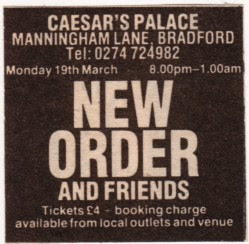 CAESAR'S PALACE
MANNINGHAM LANE, BRADFORD
Tel: 0274 724982
Monday 19th March 8.00pm-1.00am
NEW
ORDER
AND FRIENDS
Tickets £4 - booking charge
available from local outlets and venue